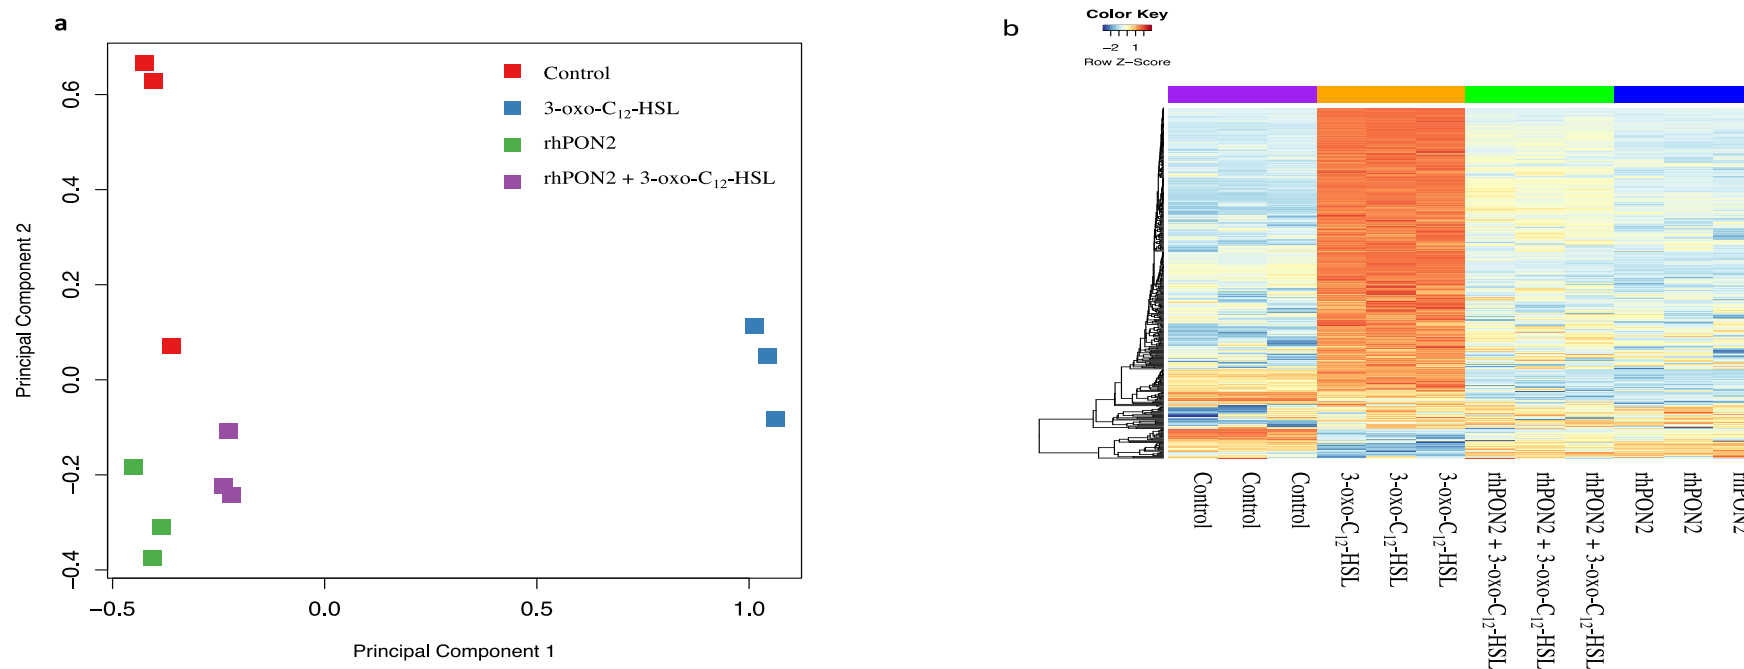 a
0.6
0.4
0.2
0.0
−0.2
−0.4
Principal Component 2
Control
3-oxo-C₁₂-HSL
rhPON2
rhPON2 + 3-oxo-C₁₂-HSL
−0.5
0.0
0.5
1.0
Principal Component 1
b
Color Key
−2 1
Row Z−Score
Control
Control
Control
3-oxo-C₁₂-HSL
3-oxo-C₁₂-HSL
3-oxo-C₁₂-HSL
rhPON2 + 3-oxo-C₁₂-HSL
rhPON2 + 3-oxo-C₁₂-HSL
rhPON2 + 3-oxo-C₁₂-HSL
rhPON2
rhPON2
rhPON2